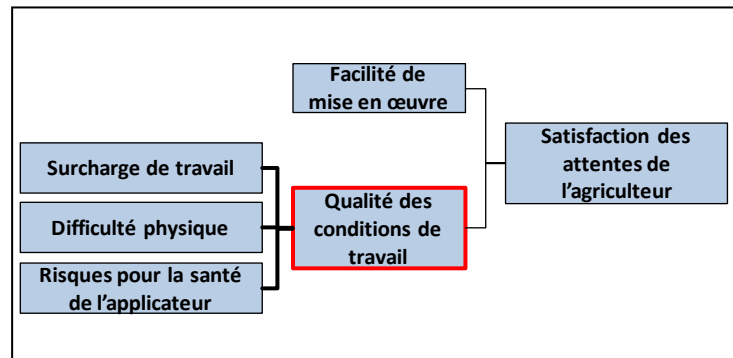 Facilité de
mise en œuvre
Satisfaction des
attentes de
l'agriculteur
Surcharge de travail
Difficulté physique
Risques pour la santé
de l'applicateur
Qualité des
conditions de
travail